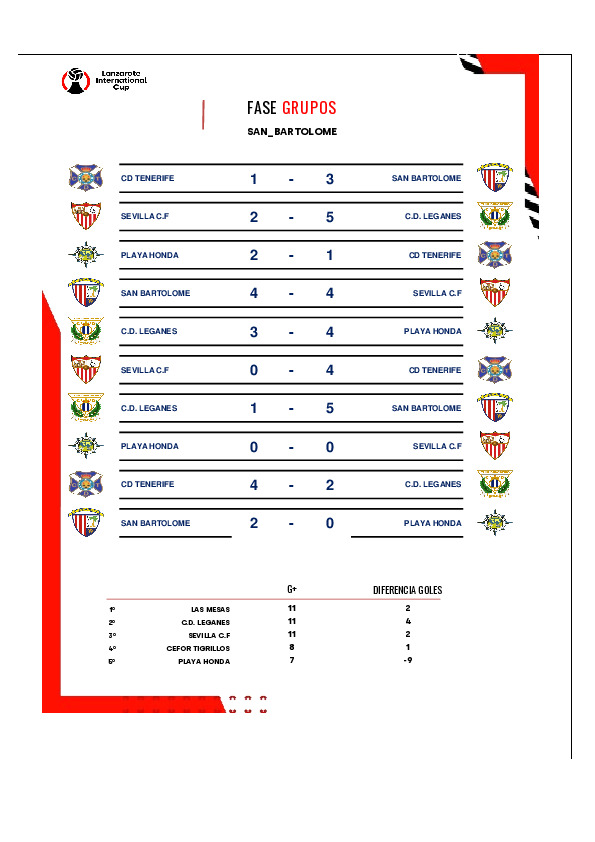 Lanzarote
International
Cup
FASE GRUPOS
SAN_BARTOLOME
CD TENERIFE 1 - 3 SAN BARTOLOME
SEVILLA C.F 2 - 5 C.D. LEGANES
PLAYA HONDA 2 - 1 CD TENERIFE
SAN BARTOLOME 4 - 4 SEVILLA C.F
C.D. LEGANES 3 - 4 PLAYA HONDA
SEVILLA C.F 0 - 4 CD TENERIFE
C.D. LEGANES 1 - 5 SAN BARTOLOME
PLAYA HONDA 0 - 0 SEVILLA C.F
CD TENERIFE 4 - 2 C.D. LEGANES
SAN BARTOLOME 2 - 0 PLAYA HONDA
G+ DIFERENCIA GOLES
1º LAS MESAS 11 2
2º C.D. LEGANES 11 4
3º SEVILLA C.F 11 2
4º CEFOR TIGRILLOS 8 1
5º PLAYA HONDA 7 -9